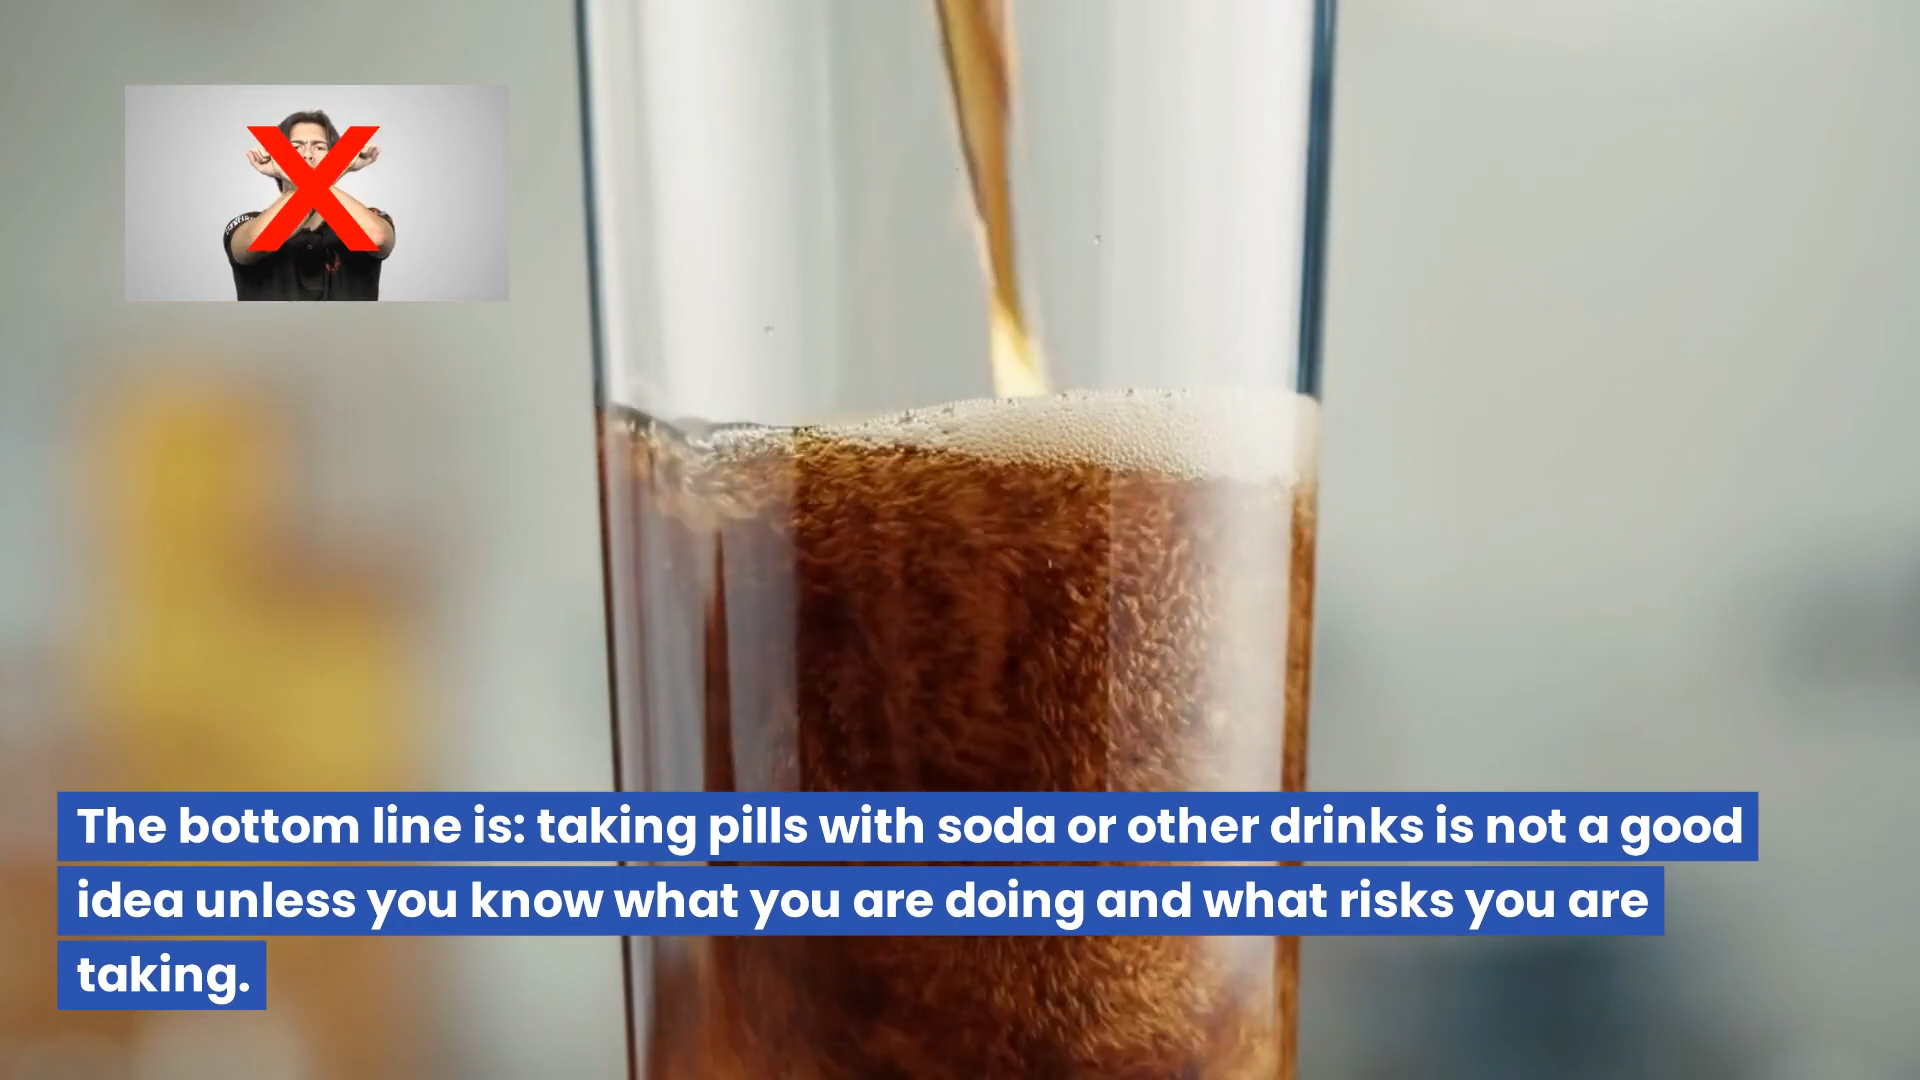 The bottom line is: taking pills with soda or other drinks is not a good
idea unless you know what you are doing and what risks you are
taking.